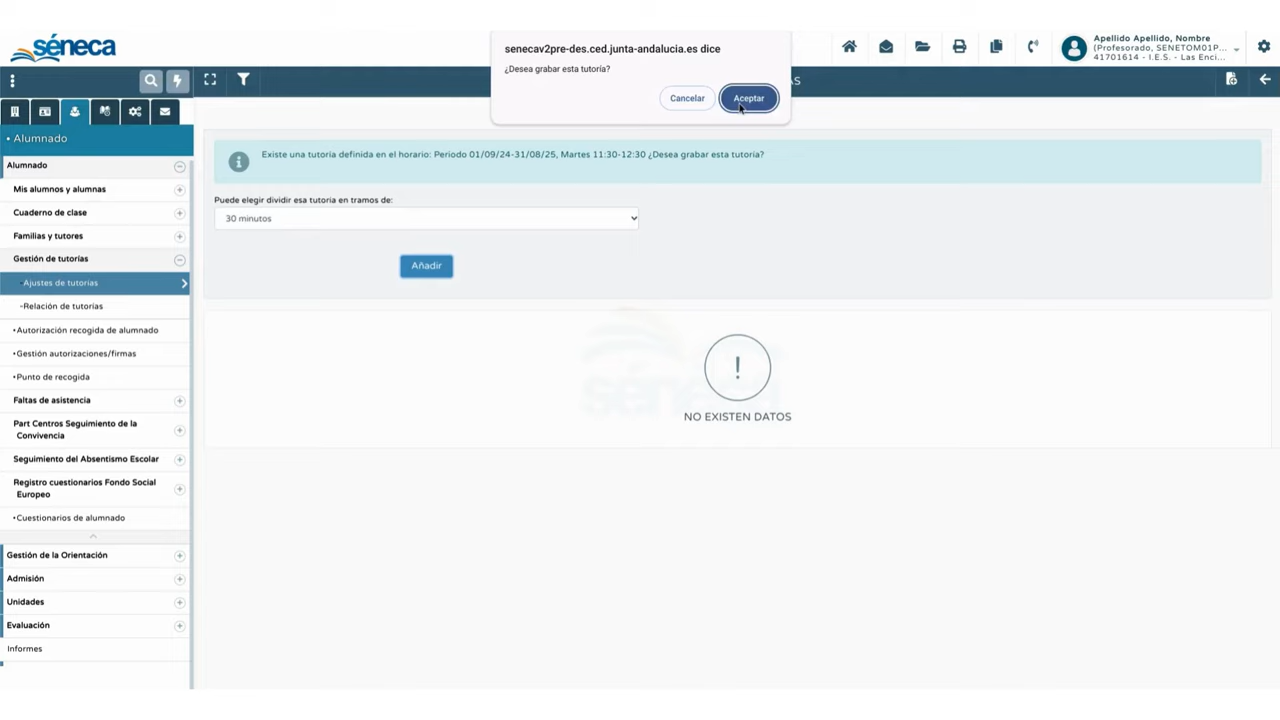 séneca
senecav2pre-des.ced.junta-andalucia.es dice
¿Desea grabar esta tutoría?
Cancelar
Aceptar
Apellido Apellido, Nombre
(Profesorado, SENETOM01P...
41701614 - I.E.S. - Las Enci...
AS
• Alumnado
Alumnado
Mis alumnos y alumnas
Cuaderno de clase
Familias y tutores
Gestión de tutorías
-Ajustes de tutorías
-Relación de tutorías
•Autorización recogida de alumnado
•Gestión autorizaciones/firmas
•Punto de recogida
Faltas de asistencia
Part Centros Seguimiento de la
Convivencia
Seguimiento del Absentismo Escolar
Registro cuestionarios Fondo Social
Europeo
•Cuestionarios de alumnado
Gestión de la Orientación
Admisión
Unidades
Evaluación
Informes
Existe una tutoría definida en el horario: Periodo 01/09/24-31/08/25, Martes 11:30-12:30 ¿Desea grabar esta tutoría?
Puede elegir dividir esa tutoría en tramos de:
30 minutos
Añadir
séneca
!
NO EXISTEN DATOS